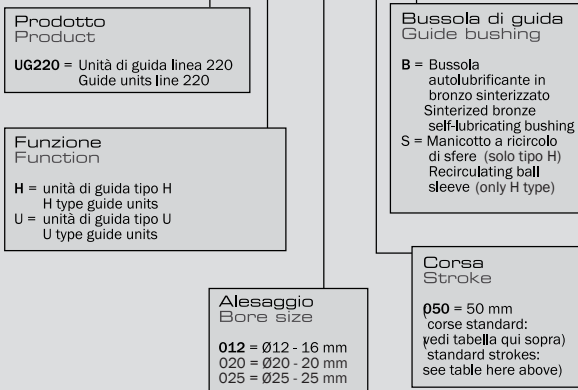 Prodotto
Product
UG220 = Unità di guida linea 220
Guide units line 220
Funzione
Function
H = unità di guida tipo H
H type guide units
U = unità di guida tipo U
U type guide units
Alesaggio
Bore size
012 = Ø12 - 16 mm
020 = Ø20 - 20 mm
025 = Ø25 - 25 mm
Bussola di guida
Guide bushing
B = Bussola
autolubrificante in
bronzo sinterizzato
Sinterized bronze
self-lubricating bushing
S = Manicotto a ricircolo
di sfere (solo tipo H)
Recirculating ball
sleeve (only H type)
Corsa
Stroke
050 = 50 mm
(corse standard:
vedi tabella qui sopra)
(standard strokes:
see table here above)